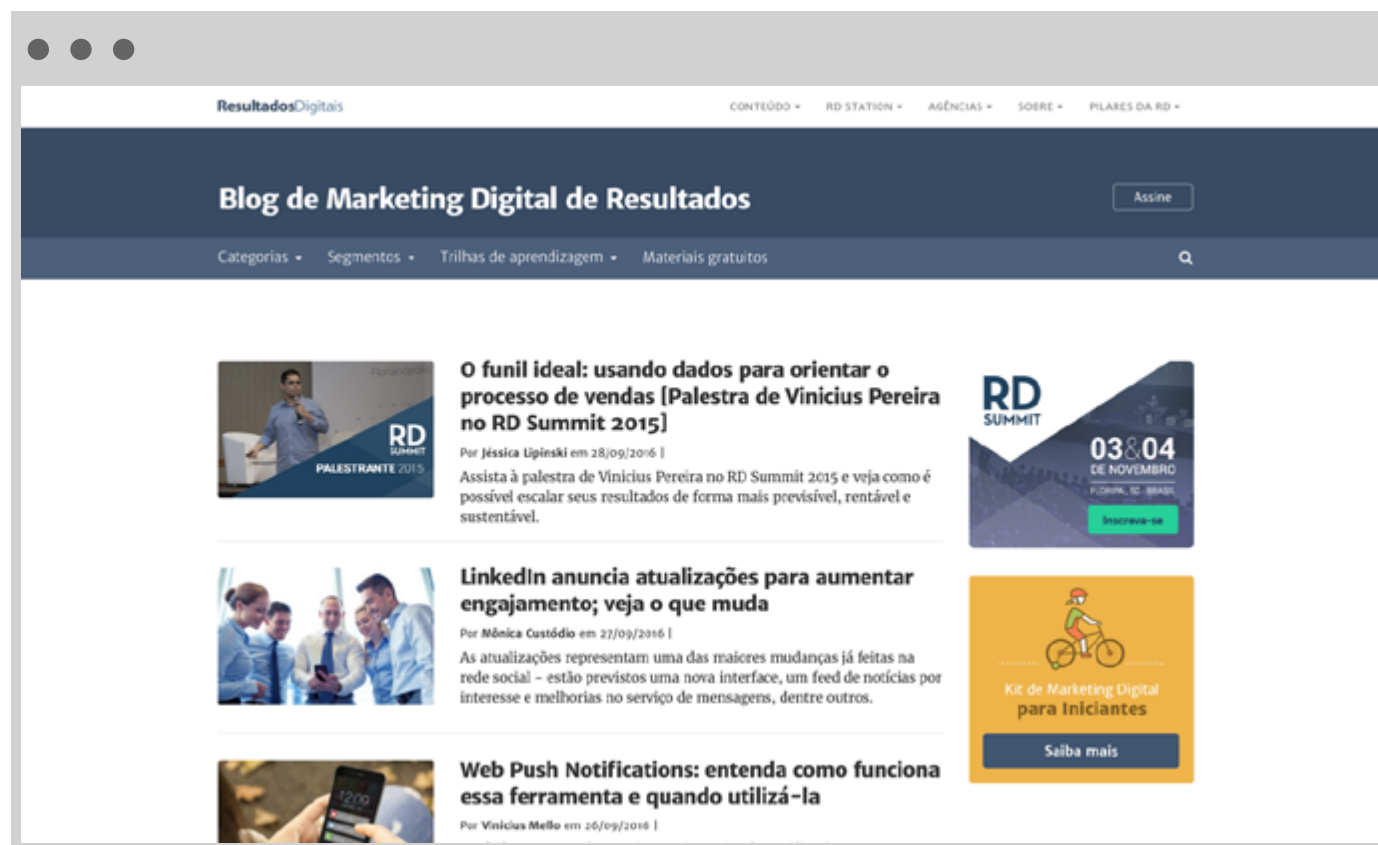 ResultadosDigitais
CONTEÚDO
RD STATION
AGÊNCIAS
SOBRE
PILARES DA RD
Blog de Marketing Digital de Resultados
Assine
Categorias
Segmentos
Trilhas de aprendizagem
Materiais gratuitos
Florianópolis
RD
SUMMIT
PALESTRANTE 2015
O funil ideal: usando dados para orientar o
processo de vendas [Palestra de Vinicius Pereira
no RD Summit 2015]
Por Jéssica Lipinski em 28/09/2016 |
Assista à palestra de Vinicius Pereira no RD Summit 2015 e veja como é
possível escalar seus resultados de forma mais previsível, rentável e
sustentável.
RD
SUMMIT
03&04
DE NOVEMBRO
FLORIPA, SC - BRASIL
Inscreva-se
LinkedIn anuncia atualizações para aumentar
engajamento; veja o que muda
Por Mônica Custódio em 27/09/2016 |
As atualizações representam uma das maiores mudanças já feitas na
rede social – estão previstos uma nova interface, um feed de notícias por
interesse e melhorias no serviço de mensagens, dentre outros.
Kit de Marketing Digital
para Iniciantes
Saiba mais
12:09
Web Push Notifications: entenda como funciona
essa ferramenta e quando utilizá-la
Por Vinicius Mello em 26/09/2016 |